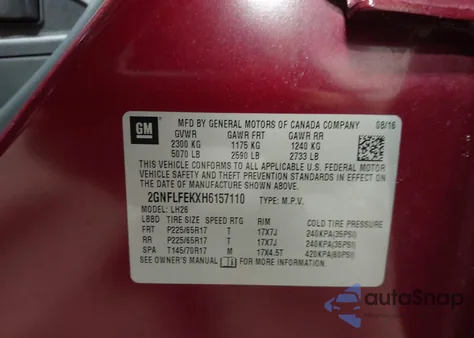 GM
MFD BY GENERAL MOTORS OF CANADA COMPANY 08/16
GVWR GAWR FRT GAWR RR
2300 KG 1175 KG 1240 KG
5070 LB 2590 LB 2733 LB
THIS VEHICLE CONFORMS TO ALL APPLICABLE U.S. FEDERAL MOTOR
VEHICLE SAFETY AND THEFT PREVENTION STANDARDS IN EFFECT ON THE
DATE OF MANUFACTURE SHOWN ABOVE.
2GNFLFEKXH6157110 TYPE: M.P.V.
MODEL: LH26
LBBD TIRE SIZE SPEED RTG RIM COLD TIRE PRESSURE
FRT P225/65R17 T 17X7J 240KPA(35PSI)
RR P225/65R17 T 17X7J 240KPA(35PSI)
SPA T145/70R17 M 17X4.5T 420KPA(60PSI)
SEE OWNER'S MANUAL FOR MORE INFORMATION.
autoSnap